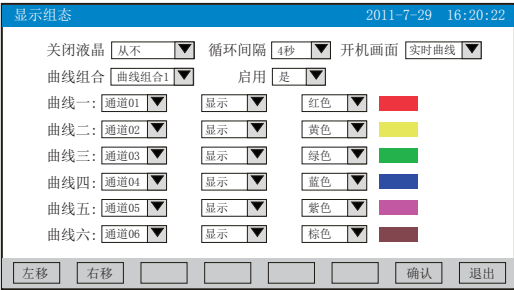 显示组态 2011-7-29 16:20:22
关闭液晶 从不 循环间隔 4秒 开机画面 实时曲线
曲线组合 曲线组合1 启用 是
曲线一: 通道01 显示 红色
曲线二: 通道02 显示 黄色
曲线三: 通道03 显示 绿色
曲线四: 通道04 显示 蓝色
曲线五: 通道05 显示 紫色
曲线六: 通道06 显示 棕色
左移 右移 确认 退出